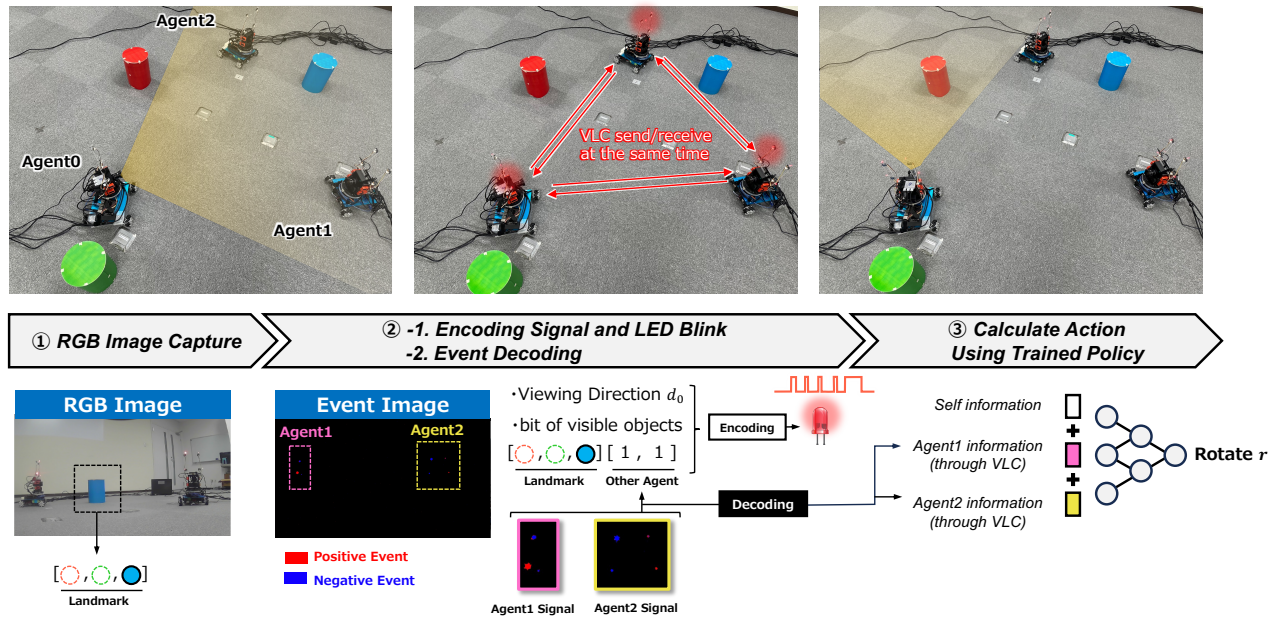 Agent2
Agent0
Agent1
VLC send/receive
at the same time
① RGB Image Capture
② -1. Encoding Signal and LED Blink
-2. Event Decoding
③ Calculate Action
Using Trained Policy
RGB Image
[ , , ]
Landmark
Event Image
Agent1
Agent2
Positive Event
Negative Event
・Viewing Direction d₀
・bit of visible objects
[ , , ][ 1 , 1 ]
Landmark
Other Agent
Encoding
Decoding
Agent1 Signal
Agent2 Signal
Self information
+
Agent1 information
(through VLC)
+
Agent2 information
(through VLC)
Rotate r